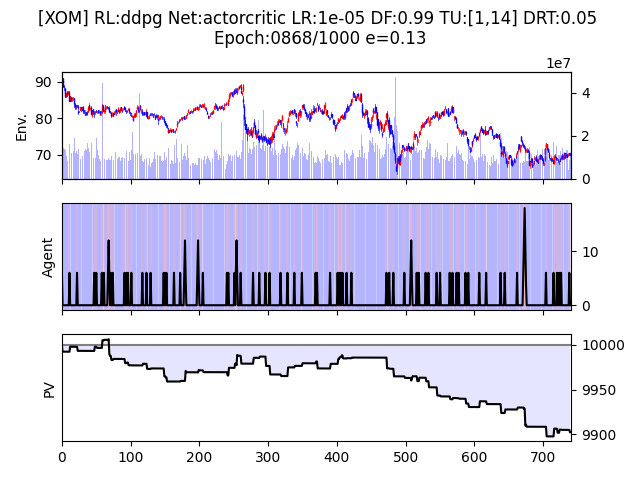 [XOM] RL:ddpg Net:actorcritic LR:1e-05 DF:0.99 TU:[1,14] DRT:0.05
Epoch:0868/1000 e=0.13
1e7
Env.
90
80
70
4
2
0
Agent
10
0
PV
10000
9950
9900
0 100 200 300 400 500 600 700